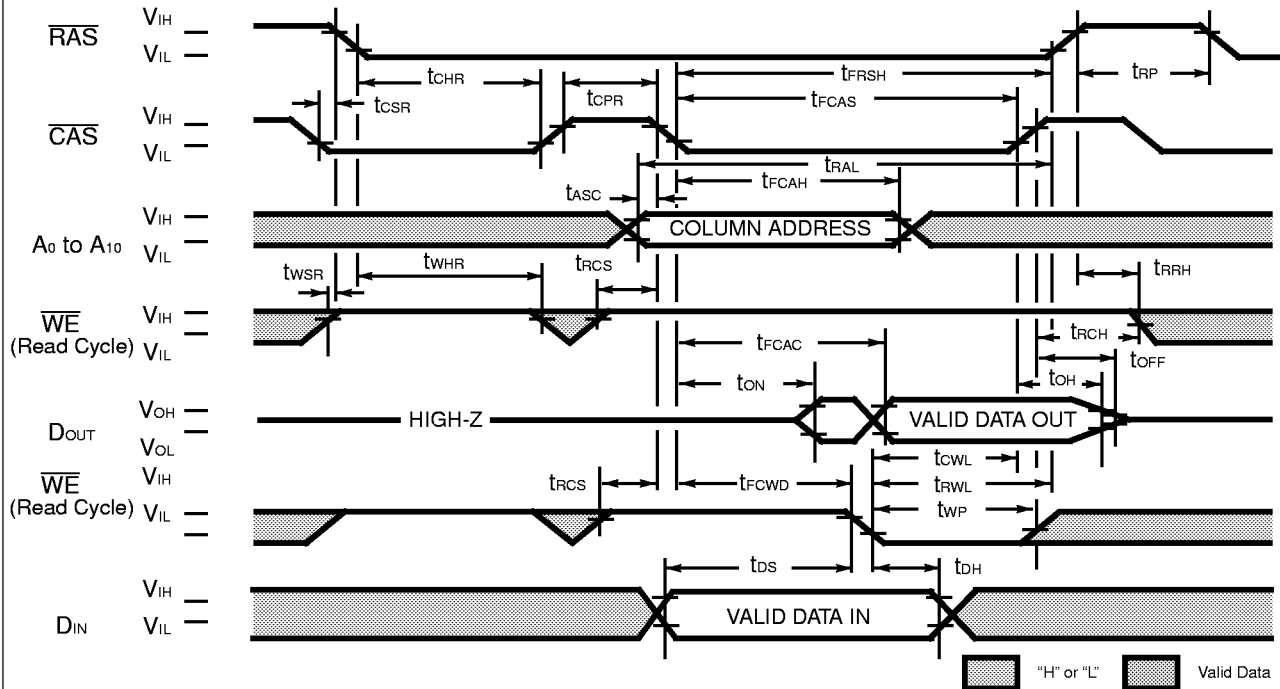 RAS
VIH
VIL
tCHR
tFRSH
tRP
tCSR
tCPR
tFCAS
CAS
VIH
VIL
tRAL
tASC
tFCAH
A0 to A10
VIH
VIL
COLUMN ADDRESS
tWSR
tWHR
tRCS
tRRH
WE
(Read Cycle)
VIH
VIL
tRCH
tFCAC
tOFF
tON
tOH
DOUT
VOH
VOL
HIGH-Z
VALID DATA OUT
tCWL
WE
(Read Cycle)
VIH
VIL
tRCS
tFCWD
tRWL
tWP
tDS
tDH
DIN
VIH
VIL
VALID DATA IN
"H" or "L"
Valid Data